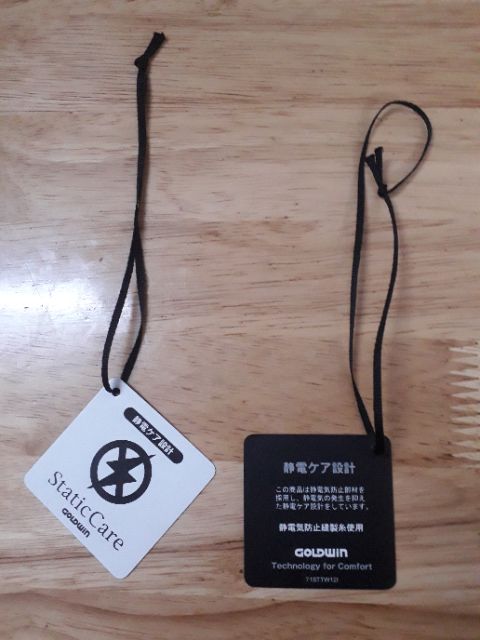 静電ケア設計
StaticCare
GOLDWIN
静電ケア設計
この商品は静電気防止部材を
採用し、静電気の発生を抑え
た静電ケア設計をしています。
静電気防止縫製糸使用
GOLDWIN
Technology for Comfort